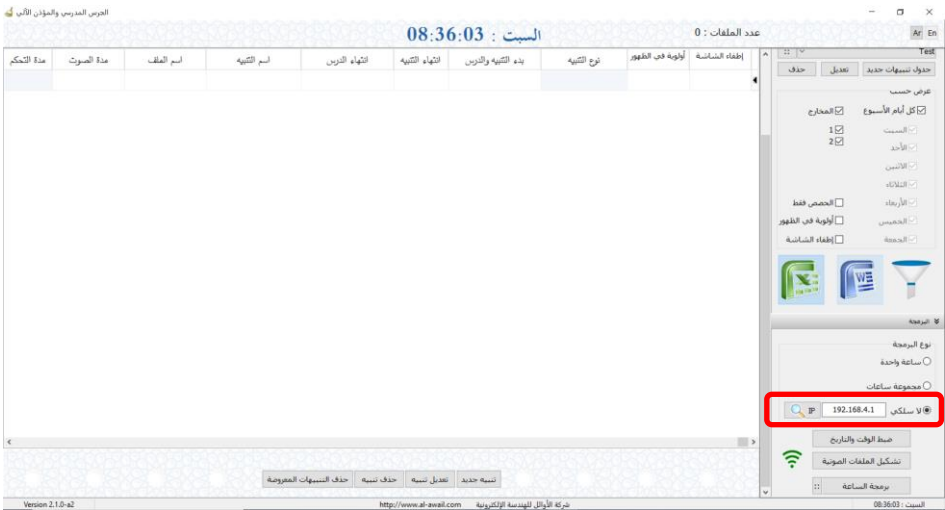 الجرس المدرسي والمؤذن الآلي
Ar En
عدد الملفات : 0
السبت : 08:36:03
إطفاء الشاشة
أولوية في الظهور
نوع التنبيه
بدء التنبيه والدرس
انتهاء التنبيه
انتهاء الدرس
اسم التنبيه
اسم الملف
مدة الصوت
مدة التحكم
Test
جدول تنبيهات جديد
تعديل
حذف
عرض حسب
كل أيام الأسبوع
المخارج
السبت
1
الأحد
2
الاثنين
الثلاثاء
الأربعاء
الحصص فقط
الخميس
أولوية في الظهور
الجمعة
إطفاء الشاشة
البرمجة
نوع البرمجة
ساعة واحدة
مجموعة ساعات
لا سلكي
192.168.4.1
IP
ضبط الوقت والتاريخ
تشكيل الملفات الصوتية
برمجة الساعة
تنبيه جديد
تعديل تنبيه
حذف تنبيه
حذف التنبيهات المعروضة
السبت : 08:36:03
شركة الأوائل للهندسة الإلكترونية
http://www.al-awail.com
Version 2.1.0-a2